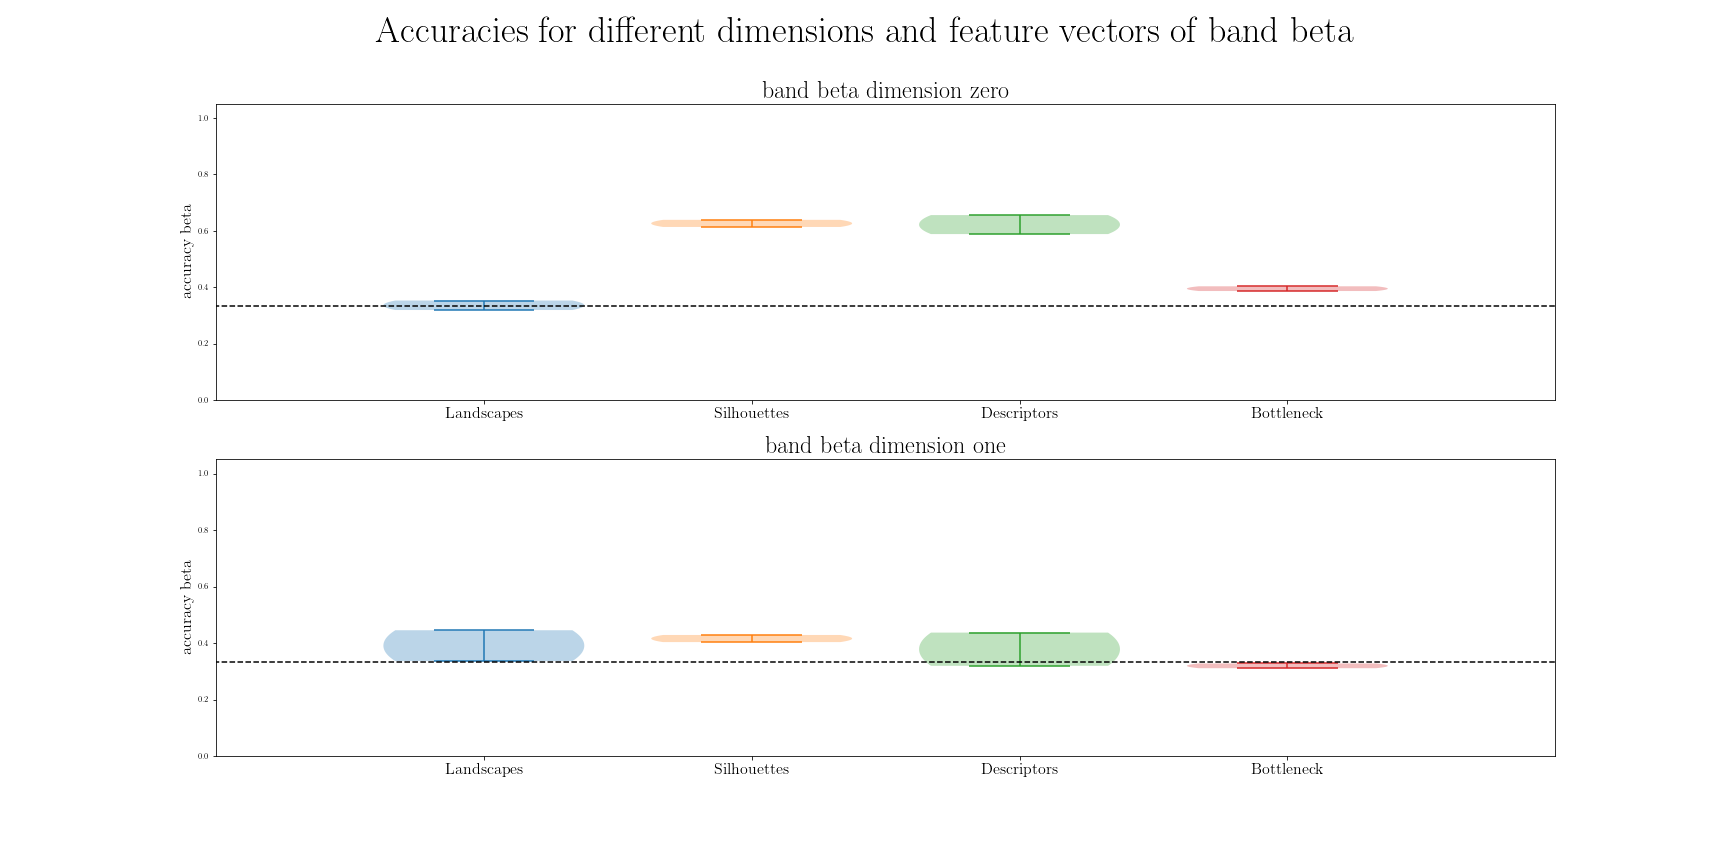 Accuracies for different dimensions and feature vectors of band beta
band beta dimension zero
accuracy beta
1.0
0.8
0.6
0.4
0.2
0.0
Landscapes Silhouettes Descriptors Bottleneck
band beta dimension one
accuracy beta
1.0
0.8
0.6
0.4
0.2
0.0
Landscapes Silhouettes Descriptors Bottleneck